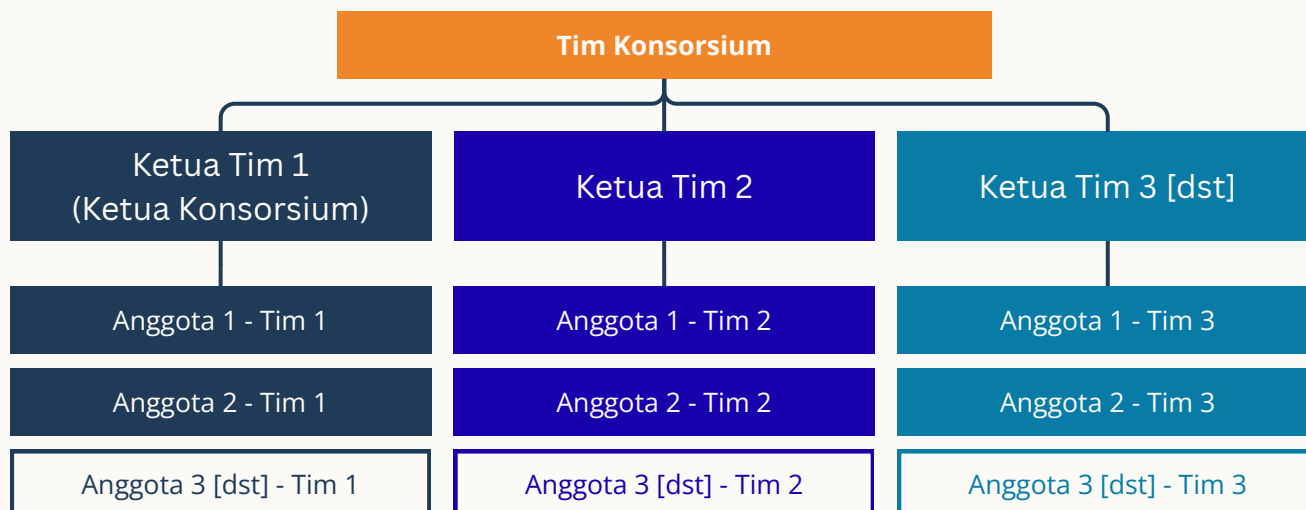 Tim Konsorsium
Ketua Tim 1
(Ketua Konsorsium)
Ketua Tim 2
Ketua Tim 3 [dst]
Anggota 1 - Tim 1
Anggota 1 - Tim 2
Anggota 1 - Tim 3
Anggota 2 - Tim 1
Anggota 2 - Tim 2
Anggota 2 - Tim 3
Anggota 3 [dst] - Tim 1
Anggota 3 [dst] - Tim 2
Anggota 3 [dst] - Tim 3